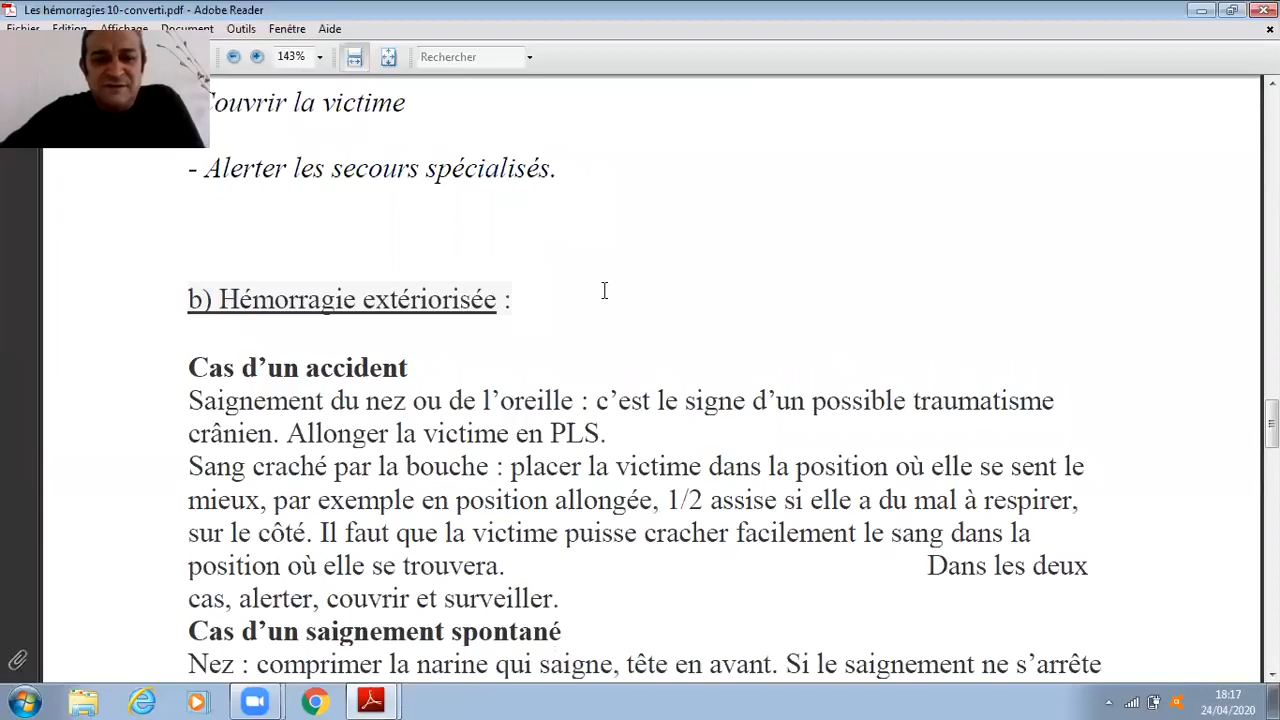 Les hémorragies 10-converti.pdf - Adobe Reader
Fichier Edition Affichage Document Outils Fenêtre Aide
143% Rechercher
Couvrir la victime
- Alerter les secours spécialisés.
b) Hémorragie extériorisée :
Cas d’un accident
Saignement du nez ou de l’oreille : c’est le signe d’un possible traumatisme
crânien. Allonger la victime en PLS.
Sang craché par la bouche : placer la victime dans la position où elle se sent le
mieux, par exemple en position allongée, 1/2 assise si elle a du mal à respirer,
sur le côté. Il faut que la victime puisse cracher facilement le sang dans la
position où elle se trouvera. Dans les deux
cas, alerter, couvrir et surveiller.
Cas d’un saignement spontané
Nez : comprimer la narine qui saigne, tête en avant. Si le saignement ne s’arrête
18:17
24/04/2020